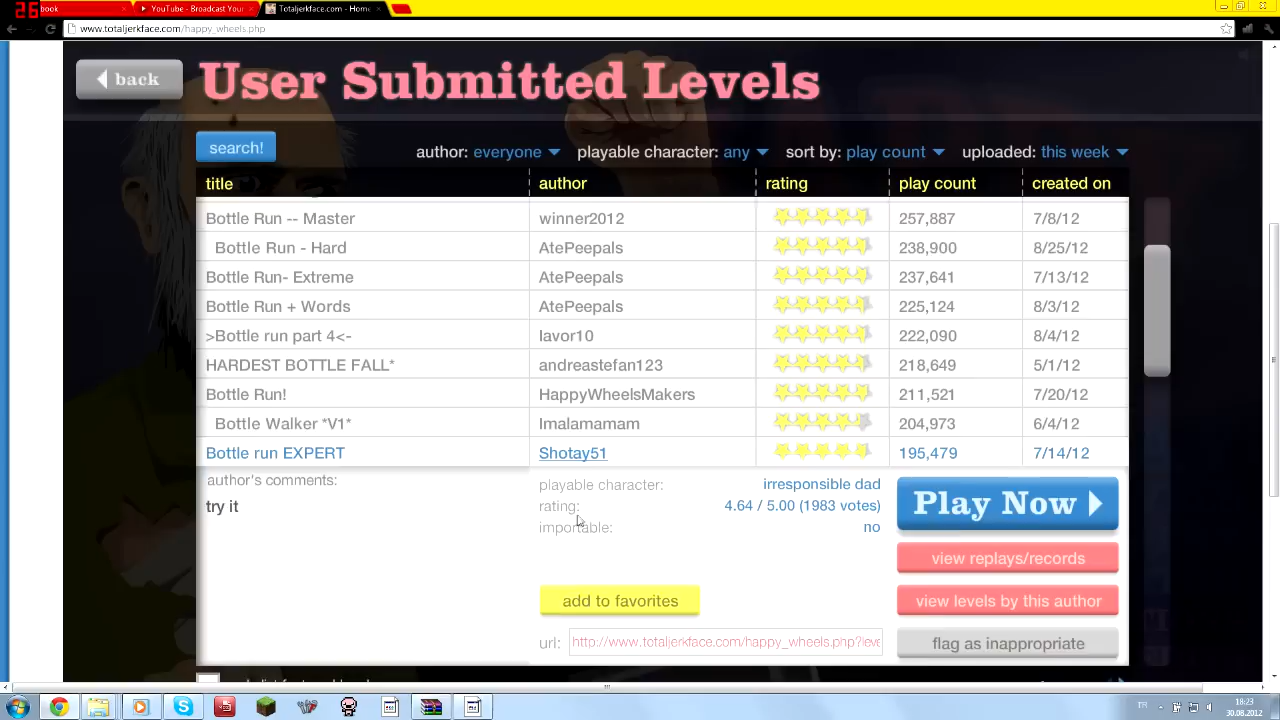 26
book
YouTube - Broadcast Your
Totaljerkface.com - Hom
www.totaljerkface.com/happy_wheels.php
back
User Submitted Levels
search!
author: everyone
playable character: any
sort by: play count
uploaded: this week
title author rating play count created on
Bottle Run -- Master winner2012 257,887 7/8/12
Bottle Run - Hard AtePeepals 238,900 8/25/12
Bottle Run- Extreme AtePeepals 237,641 7/13/12
Bottle Run + Words AtePeepals 225,124 8/3/12
>Bottle run part 4<- lavor10 222,090 8/4/12
HARDEST BOTTLE FALL* andreastefan123 218,649 5/1/12
Bottle Run! HappyWheelsMakers 211,521 7/20/12
Bottle Walker *V1* Imalamamam 204,973 6/4/12
Bottle run EXPERT Shotay51 195,479 7/14/12
author's comments:
try it
playable character: irresponsible dad
rating: 4.64 / 5.00 (1983 votes)
importable: no
Play Now
view replays/records
add to favorites
view levels by this author
url: http://www.totaljerkface.com/happy_wheels.php?leve
flag as inappropriate
TR
18:23
30.08.2012